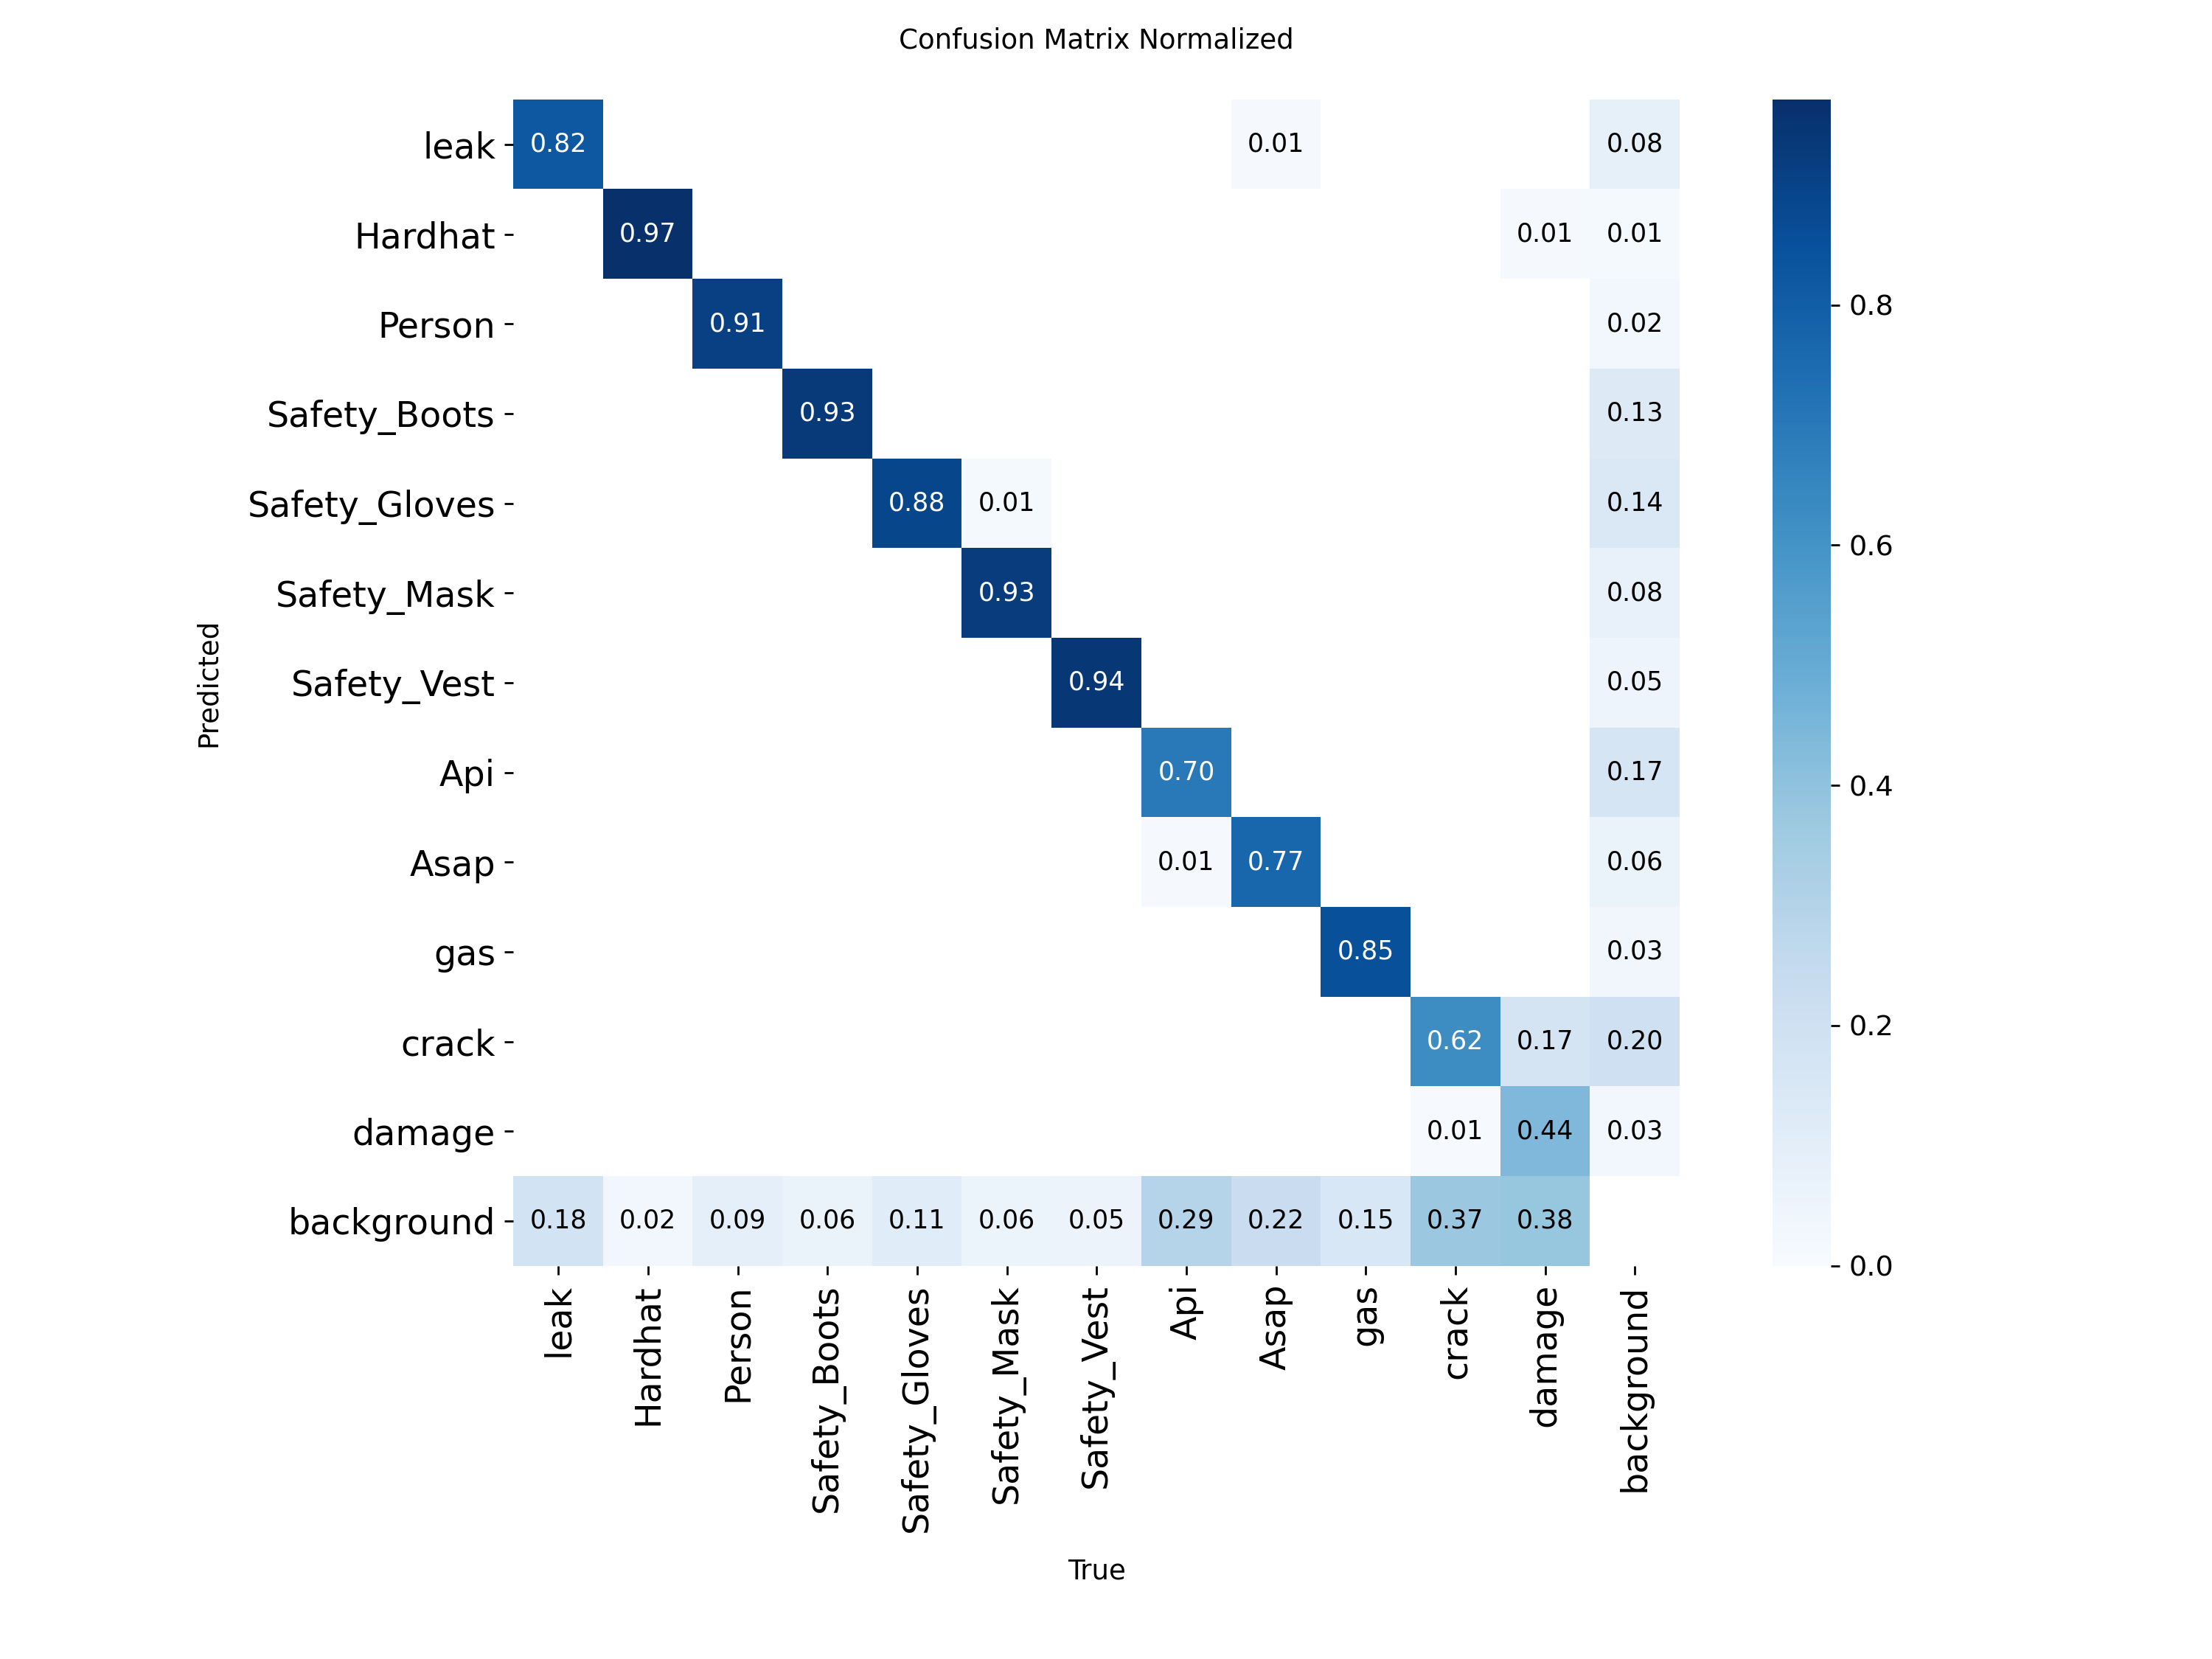 Confusion Matrix Normalized
leak 0.82 0.01 0.08
Hardhat 0.97 0.01 0.01
Person 0.91 0.02 0.8
Safety_Boots 0.93 0.13
Safety_Gloves 0.88 0.01 0.14
0.6
Safety_Mask 0.93 0.08
Predicted
Safety_Vest 0.94 0.05
Api 0.70 0.17
0.4
Asap 0.01 0.77 0.06
gas 0.85 0.03
crack 0.62 0.17 0.20 0.2
damage 0.01 0.44 0.03
background 0.18 0.02 0.09 0.06 0.11 0.06 0.05 0.29 0.22 0.15 0.37 0.38
0.0
leak Hardhat Person Safety_Boots Safety_Gloves Safety_Mask Safety_Vest Api Asap gas crack damage background
True